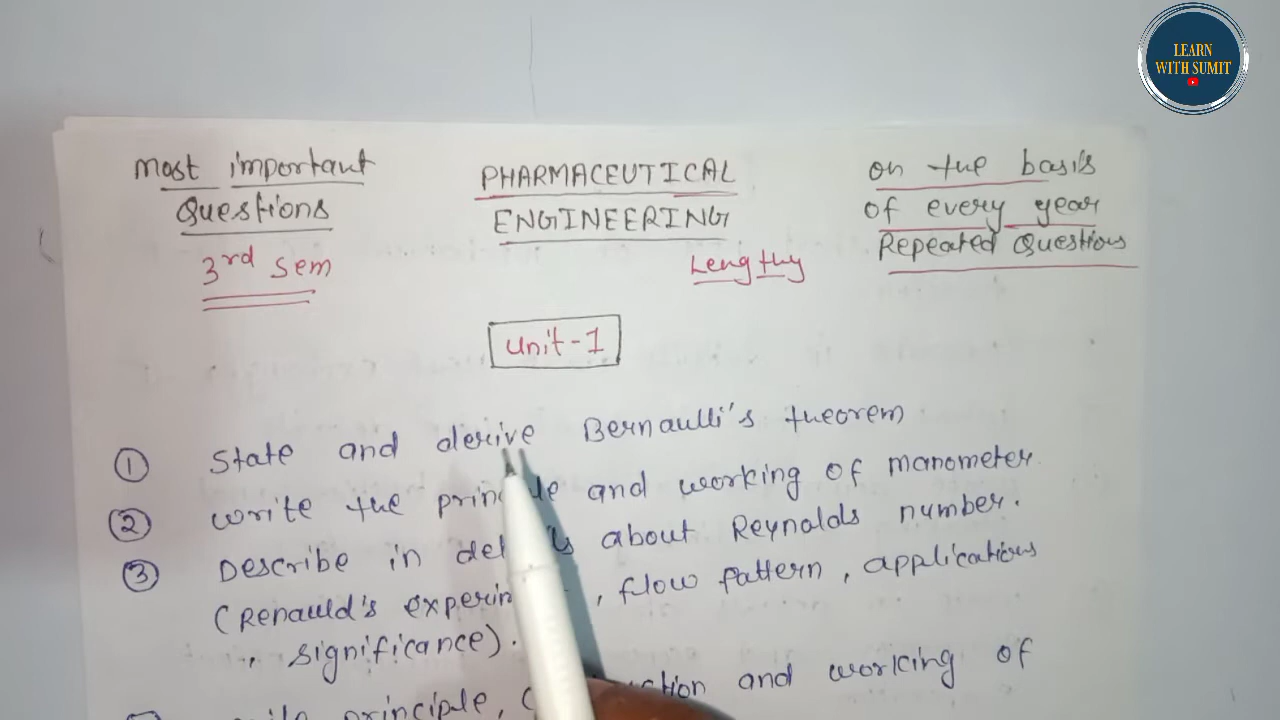 LEARN
WITH SUMIT
Most important
Questions
3rd Sem
PHARMACEUTICAL
ENGINEERING
Lengthy
on the basis
of every year
Repeated Questions
Unit-1
① State and derive Bernaulli's theorem
② write the principle and working of manometer
③ Describe in about Reynolds number.
(Renauld's , flow pattern, applications
, significance).
principle, and working of